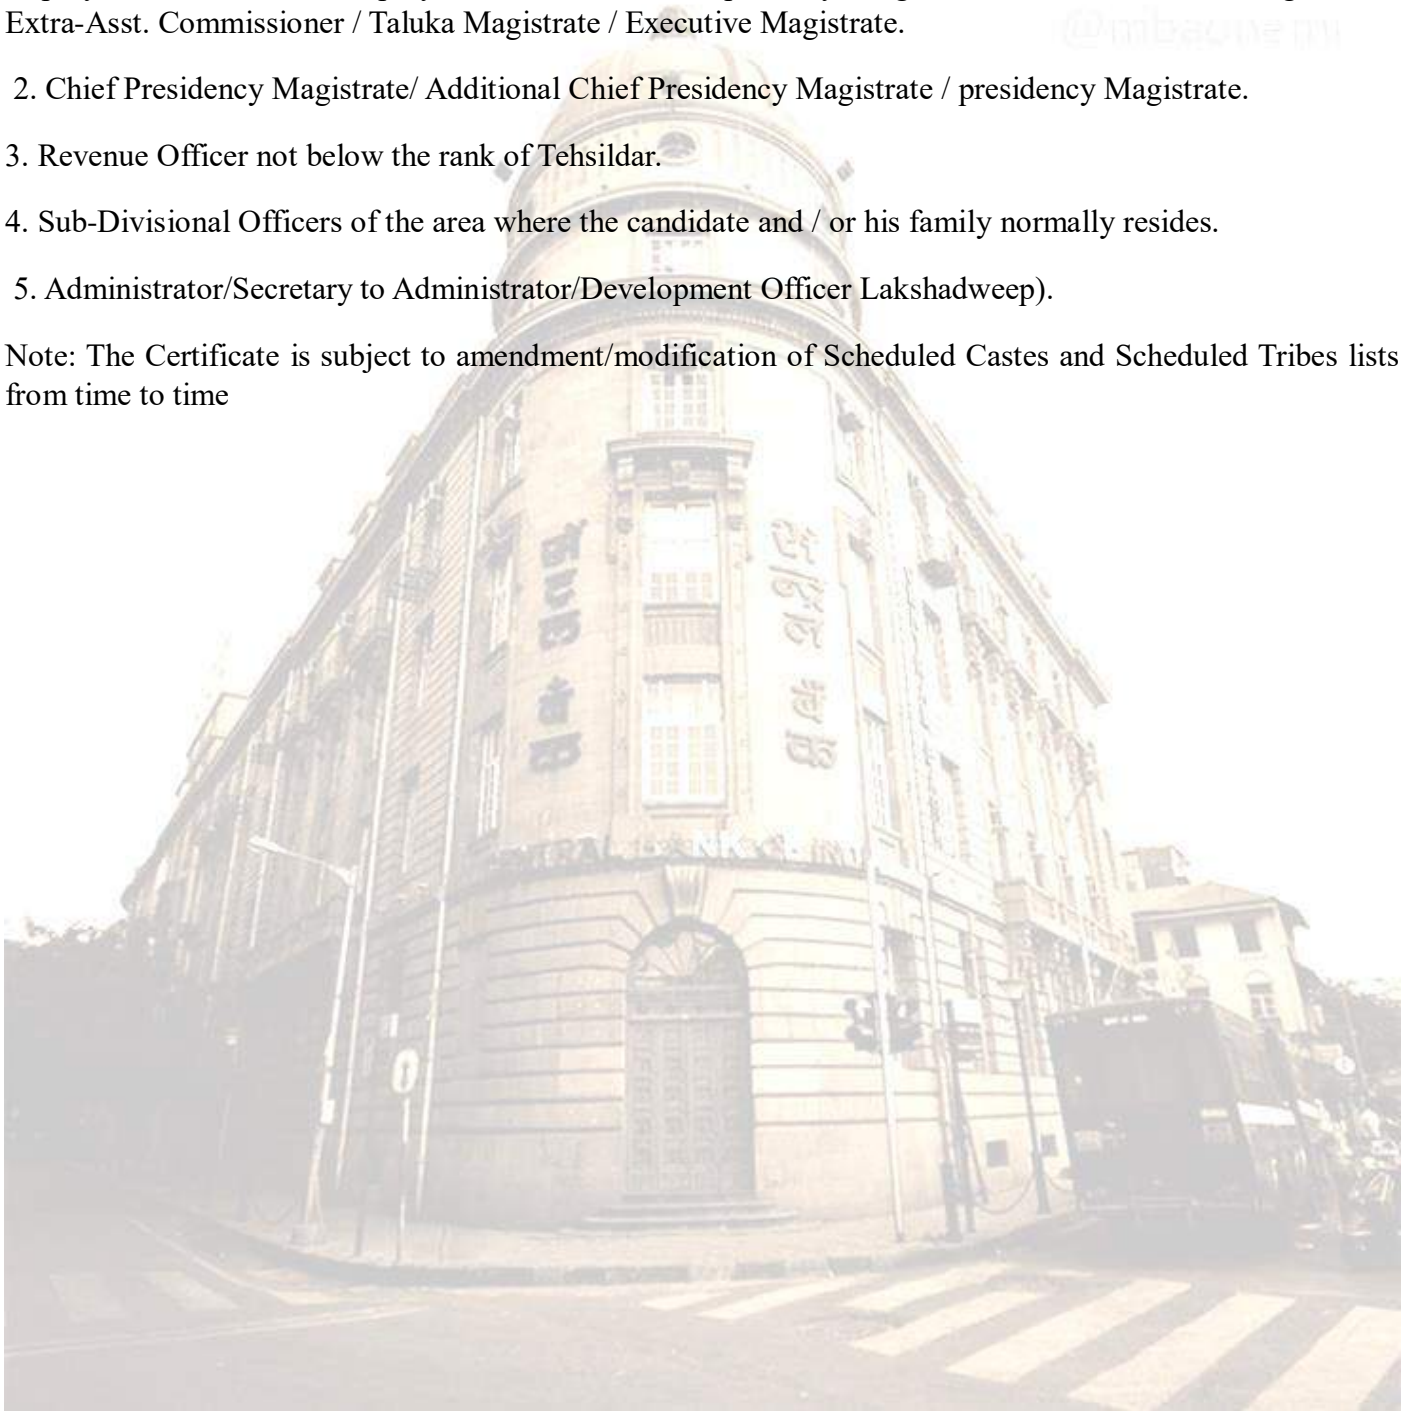 Extra-Asst. Commissioner / Taluka Magistrate / Executive Magistrate.
2. Chief Presidency Magistrate/ Additional Chief Presidency Magistrate / presidency Magistrate.
3. Revenue Officer not below the rank of Tehsildar.
4. Sub-Divisional Officers of the area where the candidate and / or his family normally resides.
5. Administrator/Secretary to Administrator/Development Officer Lakshadweep).
Note: The Certificate is subject to amendment/modification of Scheduled Castes and Scheduled Tribes lists
from time to time